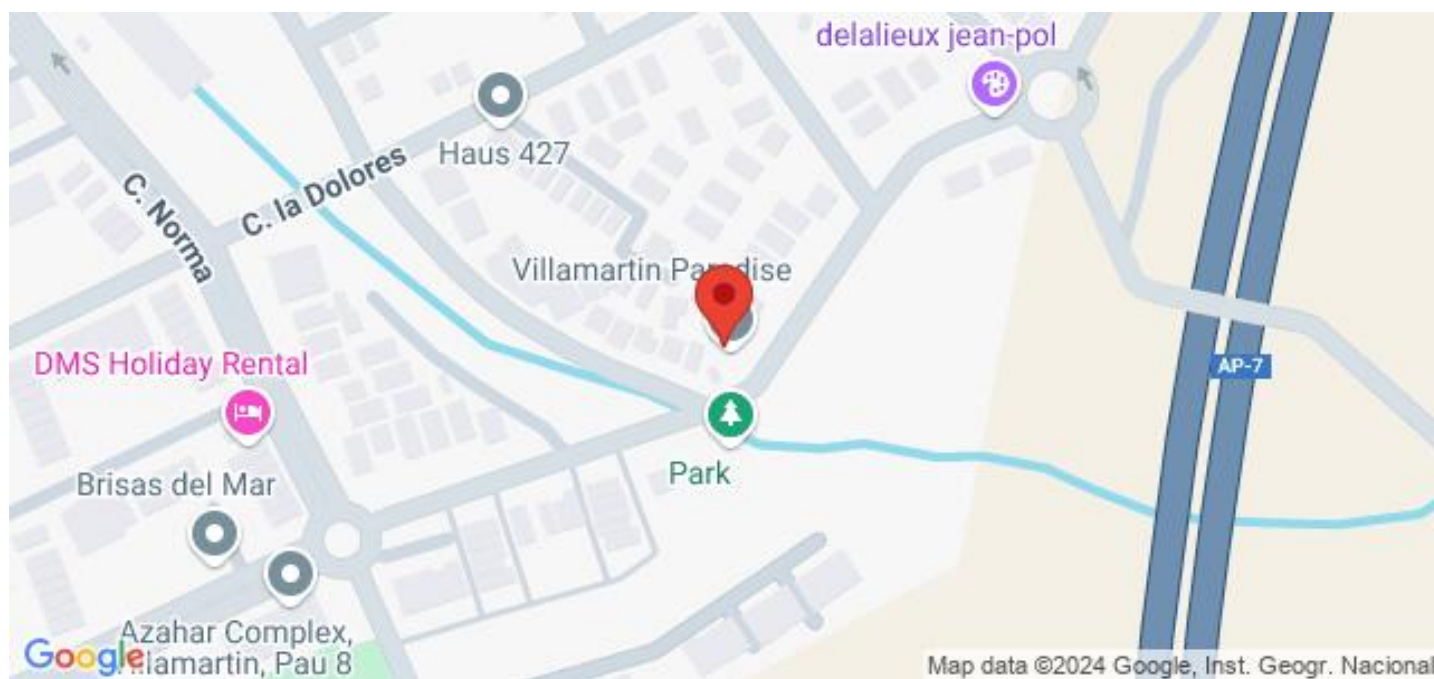 delalieux jean-pol
Haus 427
C. la Dolores
C. Norma
Villamartin Paradise
DMS Holiday Rental
AP-7
Park
Brisas del Mar
Azahar Complex,
Villamartin, Pau 8
Google
Map data ©2024 Google, Inst. Geogr. Nacional